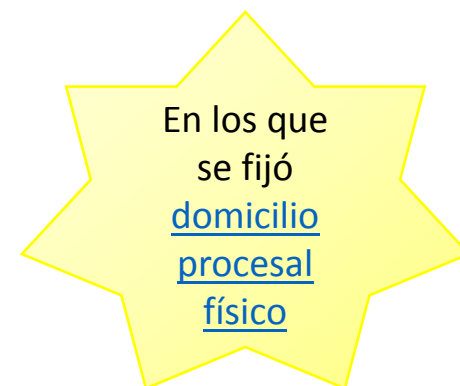 En los que
se fijó
domicilio
procesal
físico